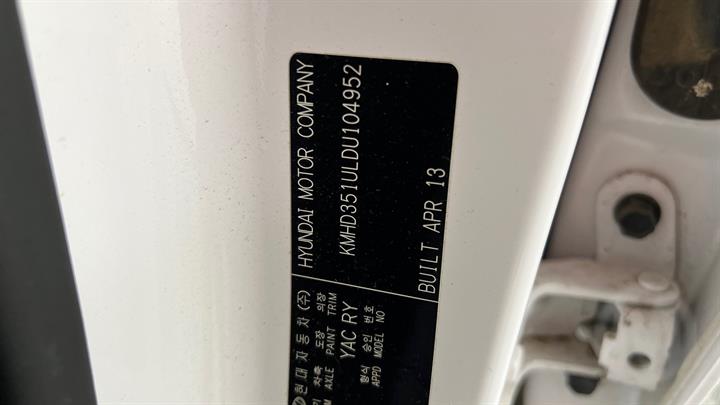 HYUNDAI MOTOR COMPANY
KMHD351ULDU104952
BUILT APR 13
현대자동차(주)
차축 도장 의장
AXLE PAINT TRIM
YAC RY
형식 승인 번호
APPD MODEL NO